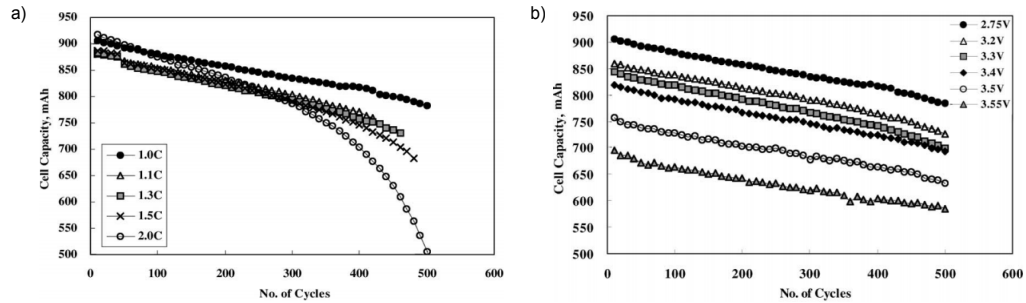 a)
950
900
850
800
750
700
650
600
550
500
0
100
200
300
400
500
600
Cell Capacity, mAh
No. of Cycles
1.0C
1.1C
1.3C
1.5C
2.0C
b)
950
900
850
800
750
700
650
600
550
500
0
100
200
300
400
500
600
Cell Capacity, mAh
No. of Cycles
2.75V
3.2V
3.3V
3.4V
3.5V
3.55V